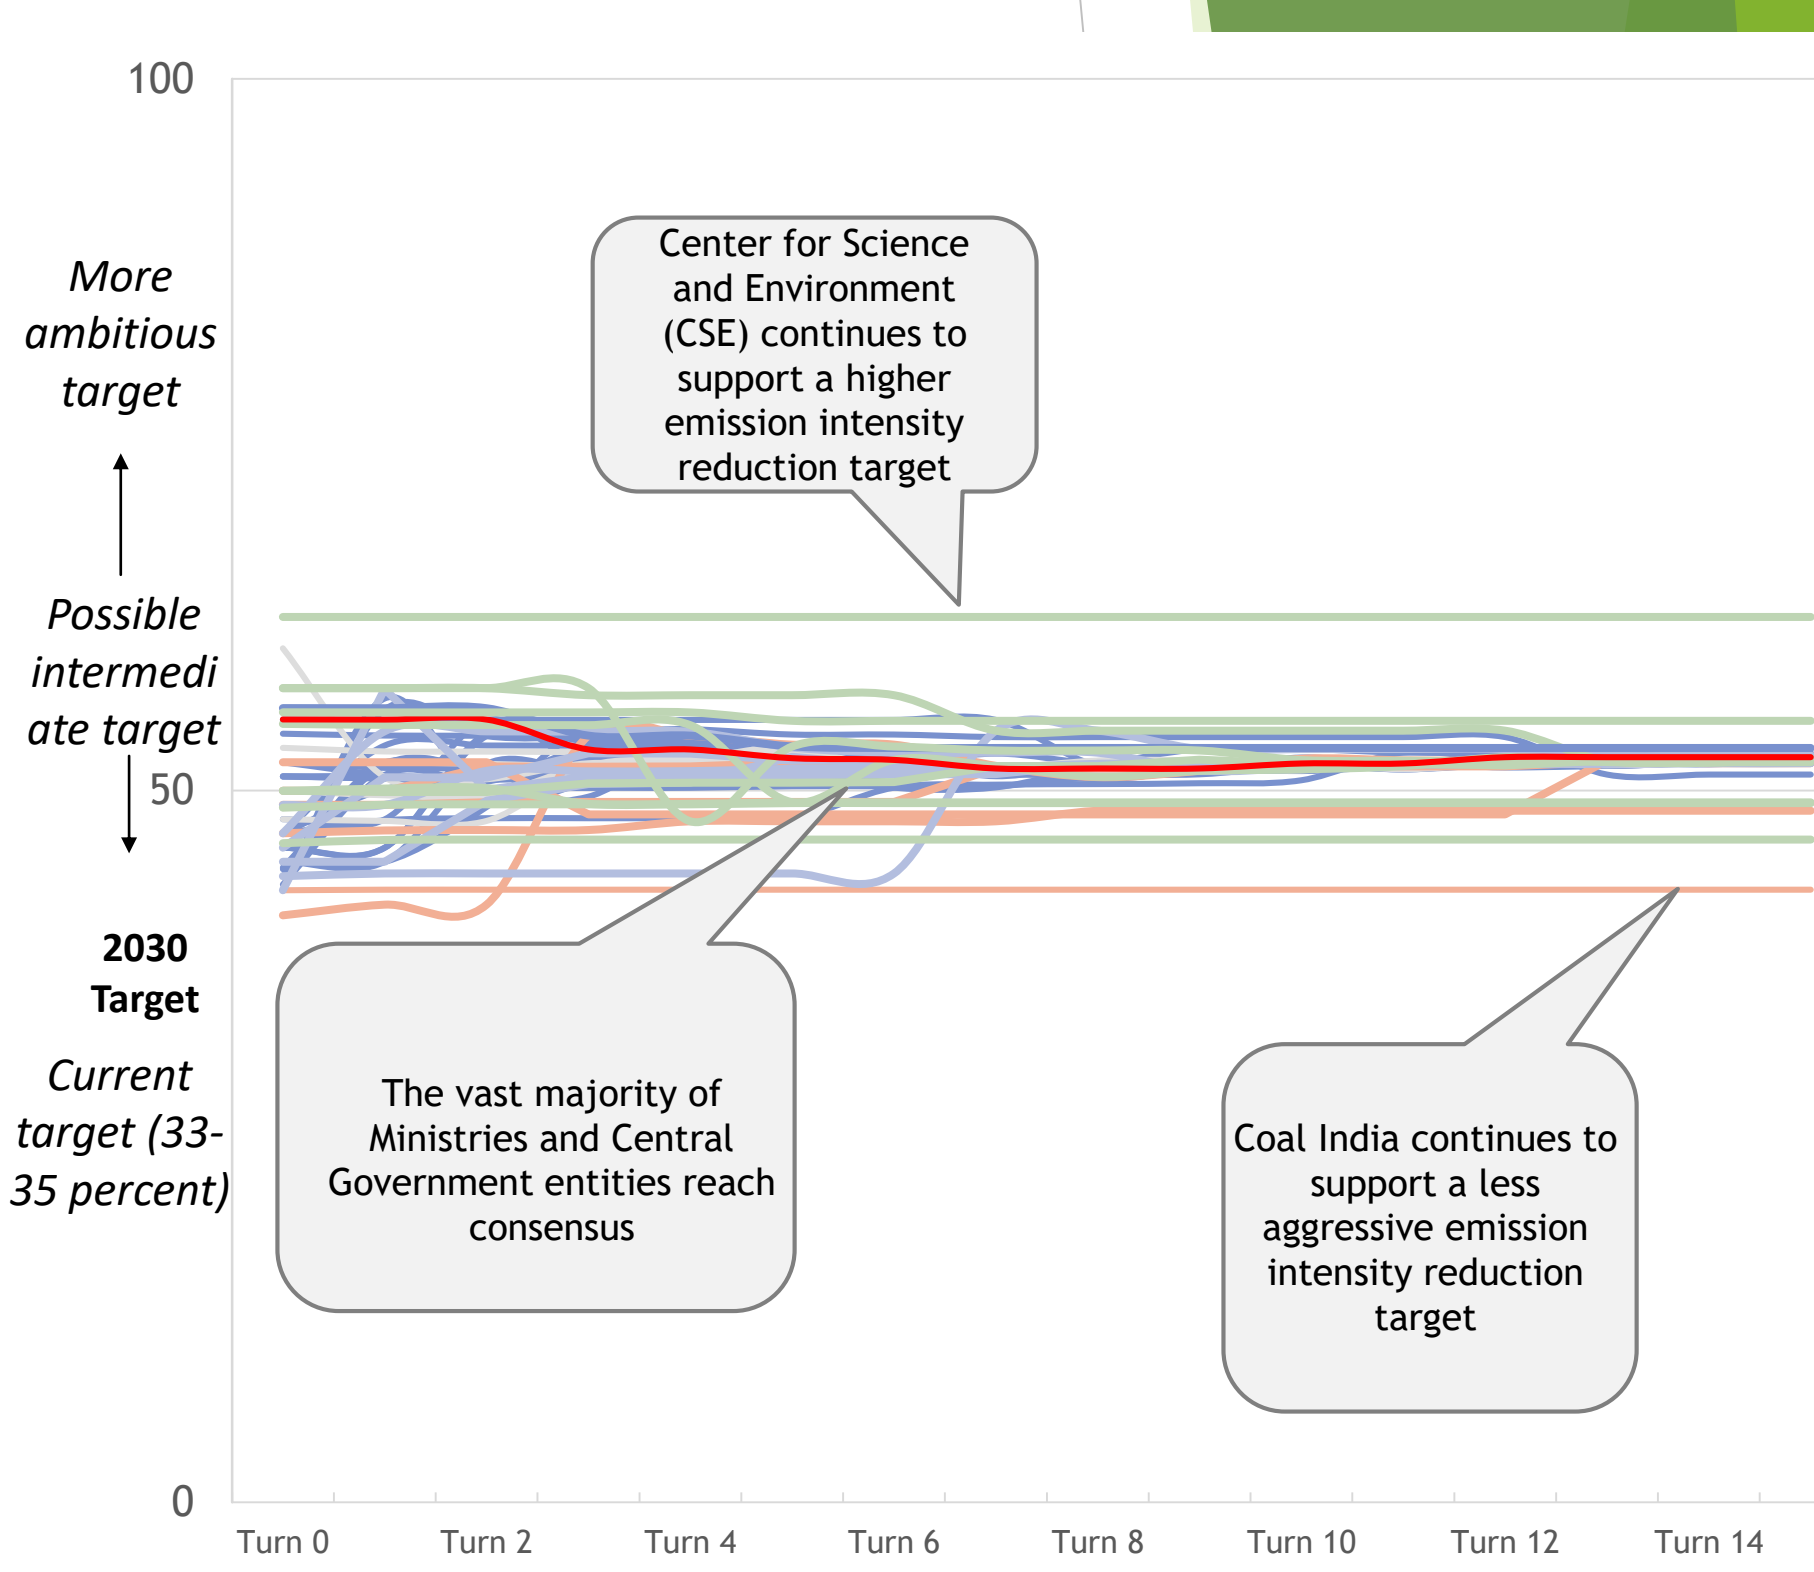 100
More
ambitious
target
Possible
intermedi
ate target
50
2030
Target
Current
target (33-
35 percent)
0
Center for Science
and Environment
(CSE) continues to
support a higher
emission intensity
reduction target
The vast majority of
Ministries and Central
Government entities reach
consensus
Coal India continues to
support a less
aggressive emission
intensity reduction
target
Turn 0
Turn 2
Turn 4
Turn 6
Turn 8
Turn 10
Turn 12
Turn 14